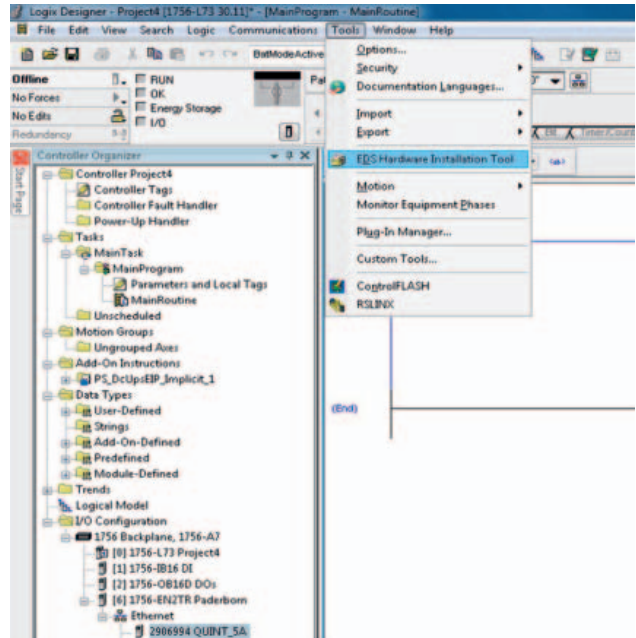 Logix Designer - Project4 [1756-L73 30.11]* - [MainProgram - MainRoutine]
File Edit View Search Logic Communications Tools Window Help
BatModeActive
Offline
RUN
No Forces
OK
No Edits
Energy Storage
Redundancy
I/O
Options...
Security
Documentation Languages...
Import
Export
EDS Hardware Installation Tool
Motion
Monitor Equipment Phases
Plug-In Manager...
Custom Tools...
ControlFLASH
RSLINX
Start Page
Controller Organizer
Controller Project4
Controller Tags
Controller Fault Handler
Power-Up Handler
Tasks
MainTask
MainProgram
Parameters and Local Tags
MainRoutine
Unscheduled
Motion Groups
Ungrouped Axes
Add-On Instructions
PS_DcUpsEIP_Implicit_1
Data Types
User-Defined
Strings
Add-On-Defined
Predefined
Module-Defined
Trends
Logical Model
I/O Configuration
1756 Backplane, 1756-A7
[0] 1756-L73 Project4
[1] 1756-IB16 DI
[2] 1756-OB16D DOs
[6] 1756-EN2TR Paderborn
Ethernet
2906994 QUINT_5A
(End)